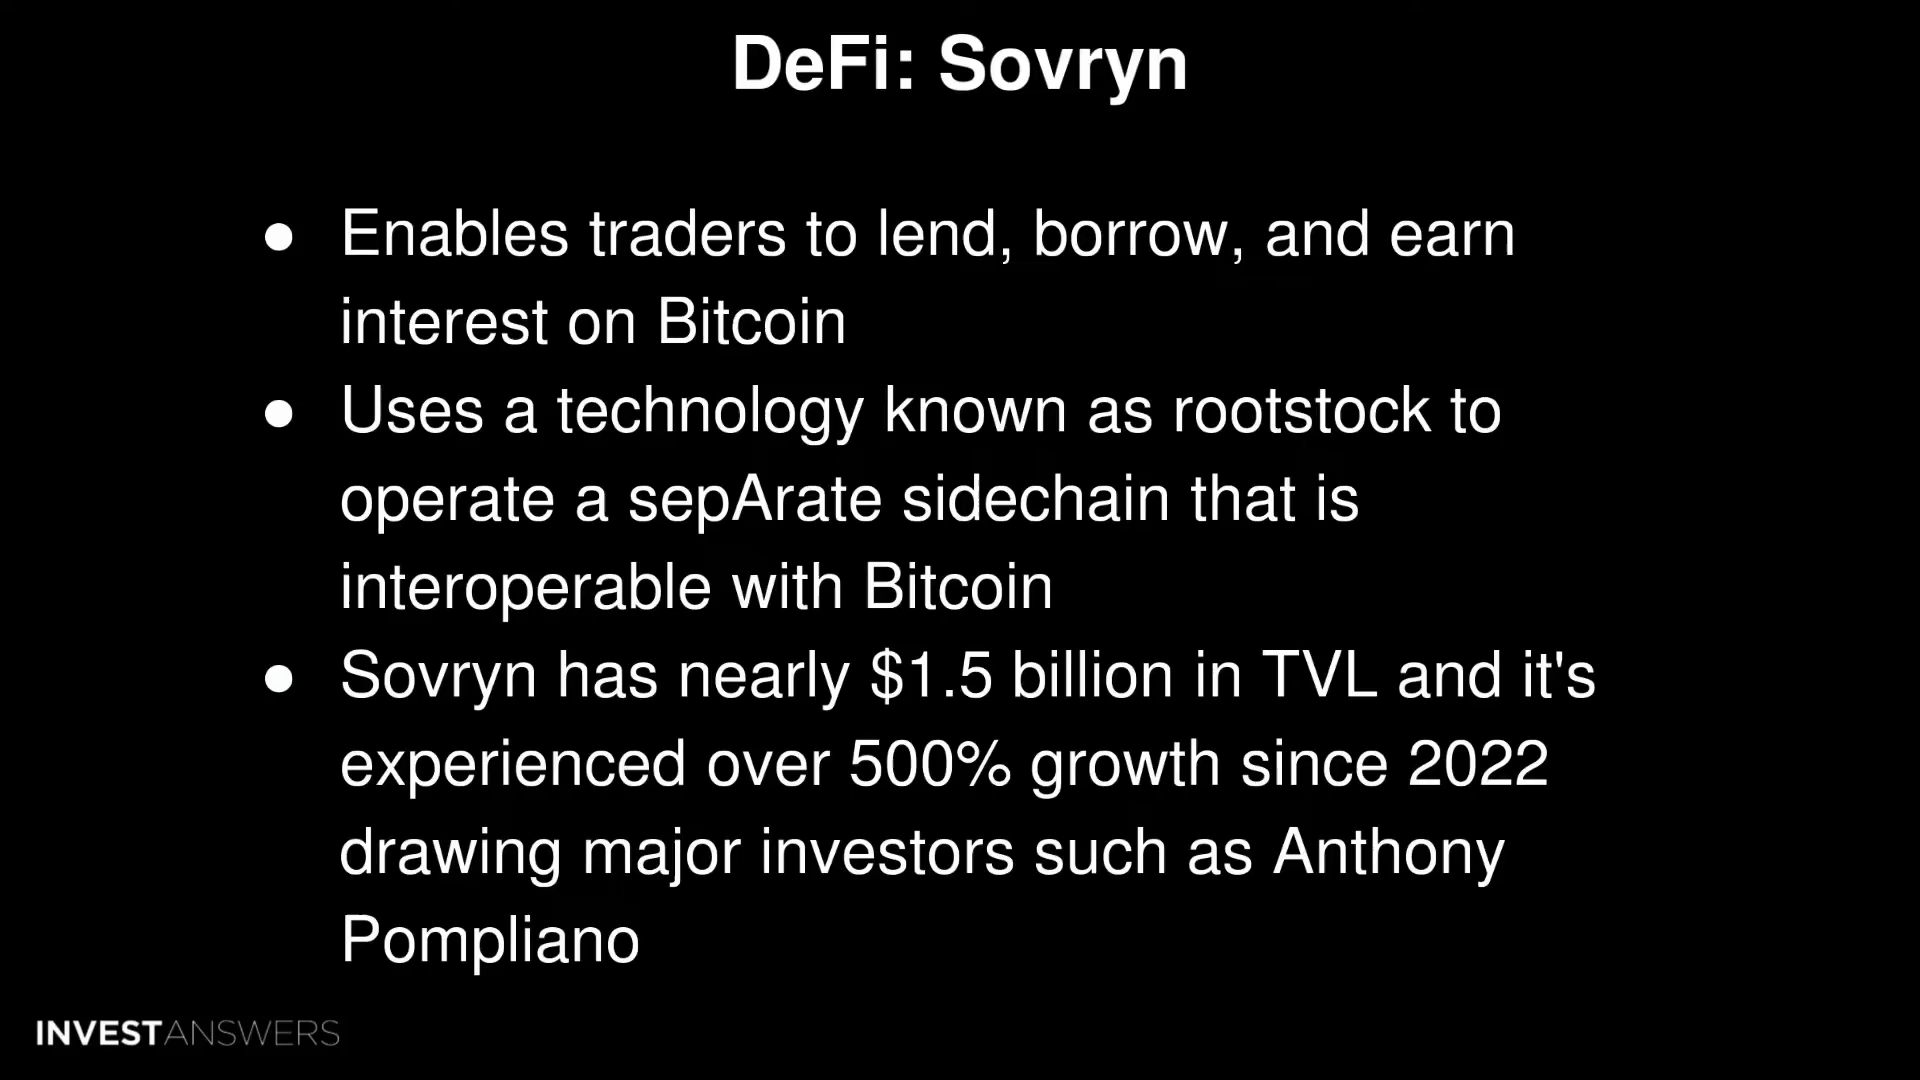 DeFi: Sovryn
● Enables traders to lend, borrow, and earn
interest on Bitcoin
● Uses a technology known as rootstock to
operate a sepArate sidechain that is
interoperable with Bitcoin
● Sovryn has nearly $1.5 billion in TVL and it's
experienced over 500% growth since 2022
drawing major investors such as Anthony
Pompliano
INVESTANSWERS